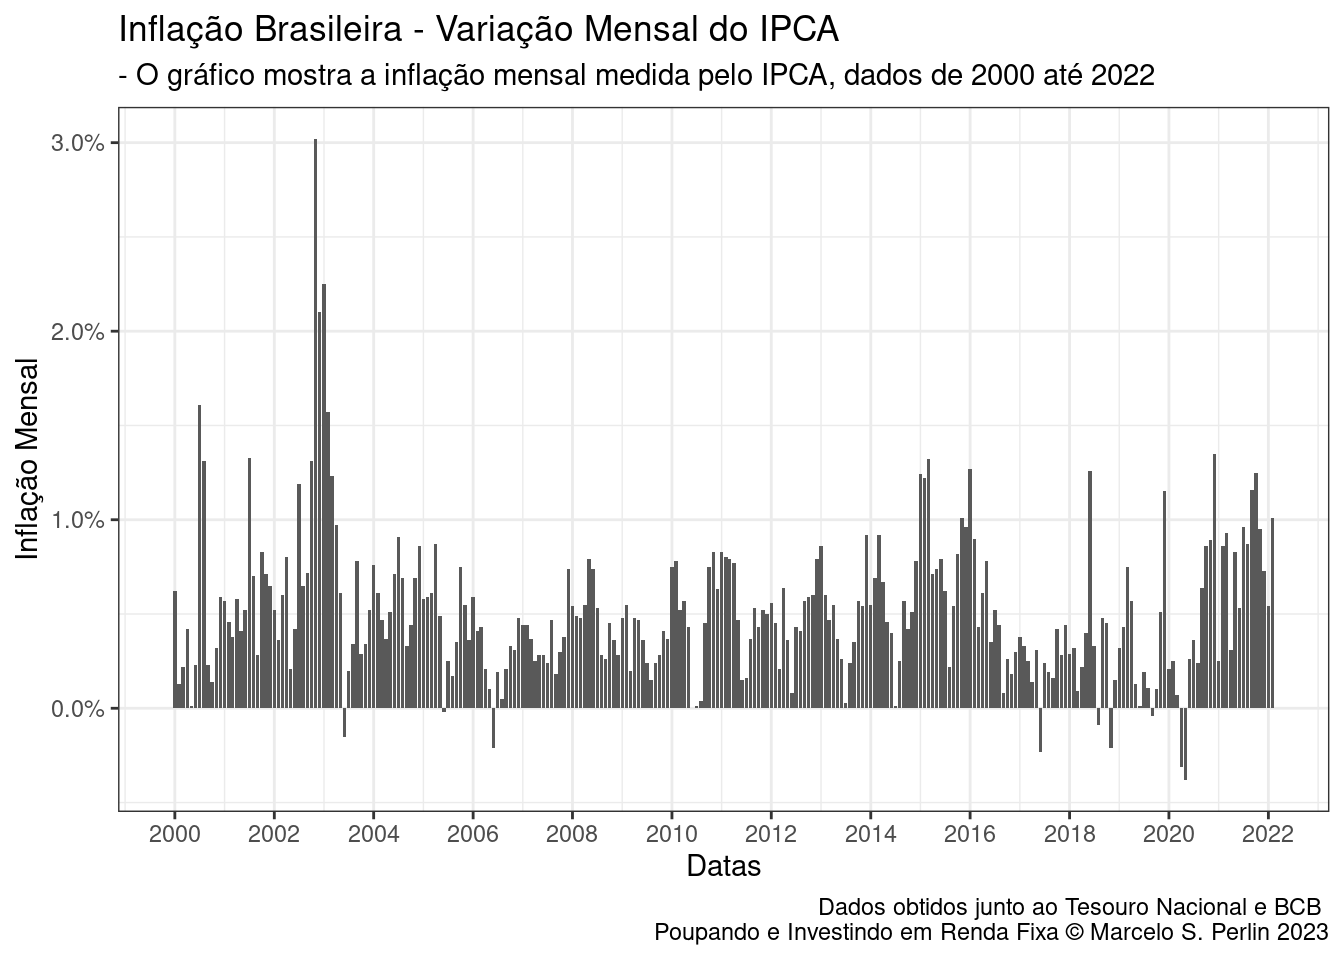 Inflação Brasileira - Variação Mensal do IPCA
- O gráfico mostra a inflação mensal medida pelo IPCA, dados de 2000 até 2022
Inflação Mensal
3.0%
2.0%
1.0%
0.0%
2000 2002 2004 2006 2008 2010 2012 2014 2016 2018 2020 2022
Datas
Dados obtidos junto ao Tesouro Nacional e BCB
Poupando e Investindo em Renda Fixa © Marcelo S. Perlin 2023